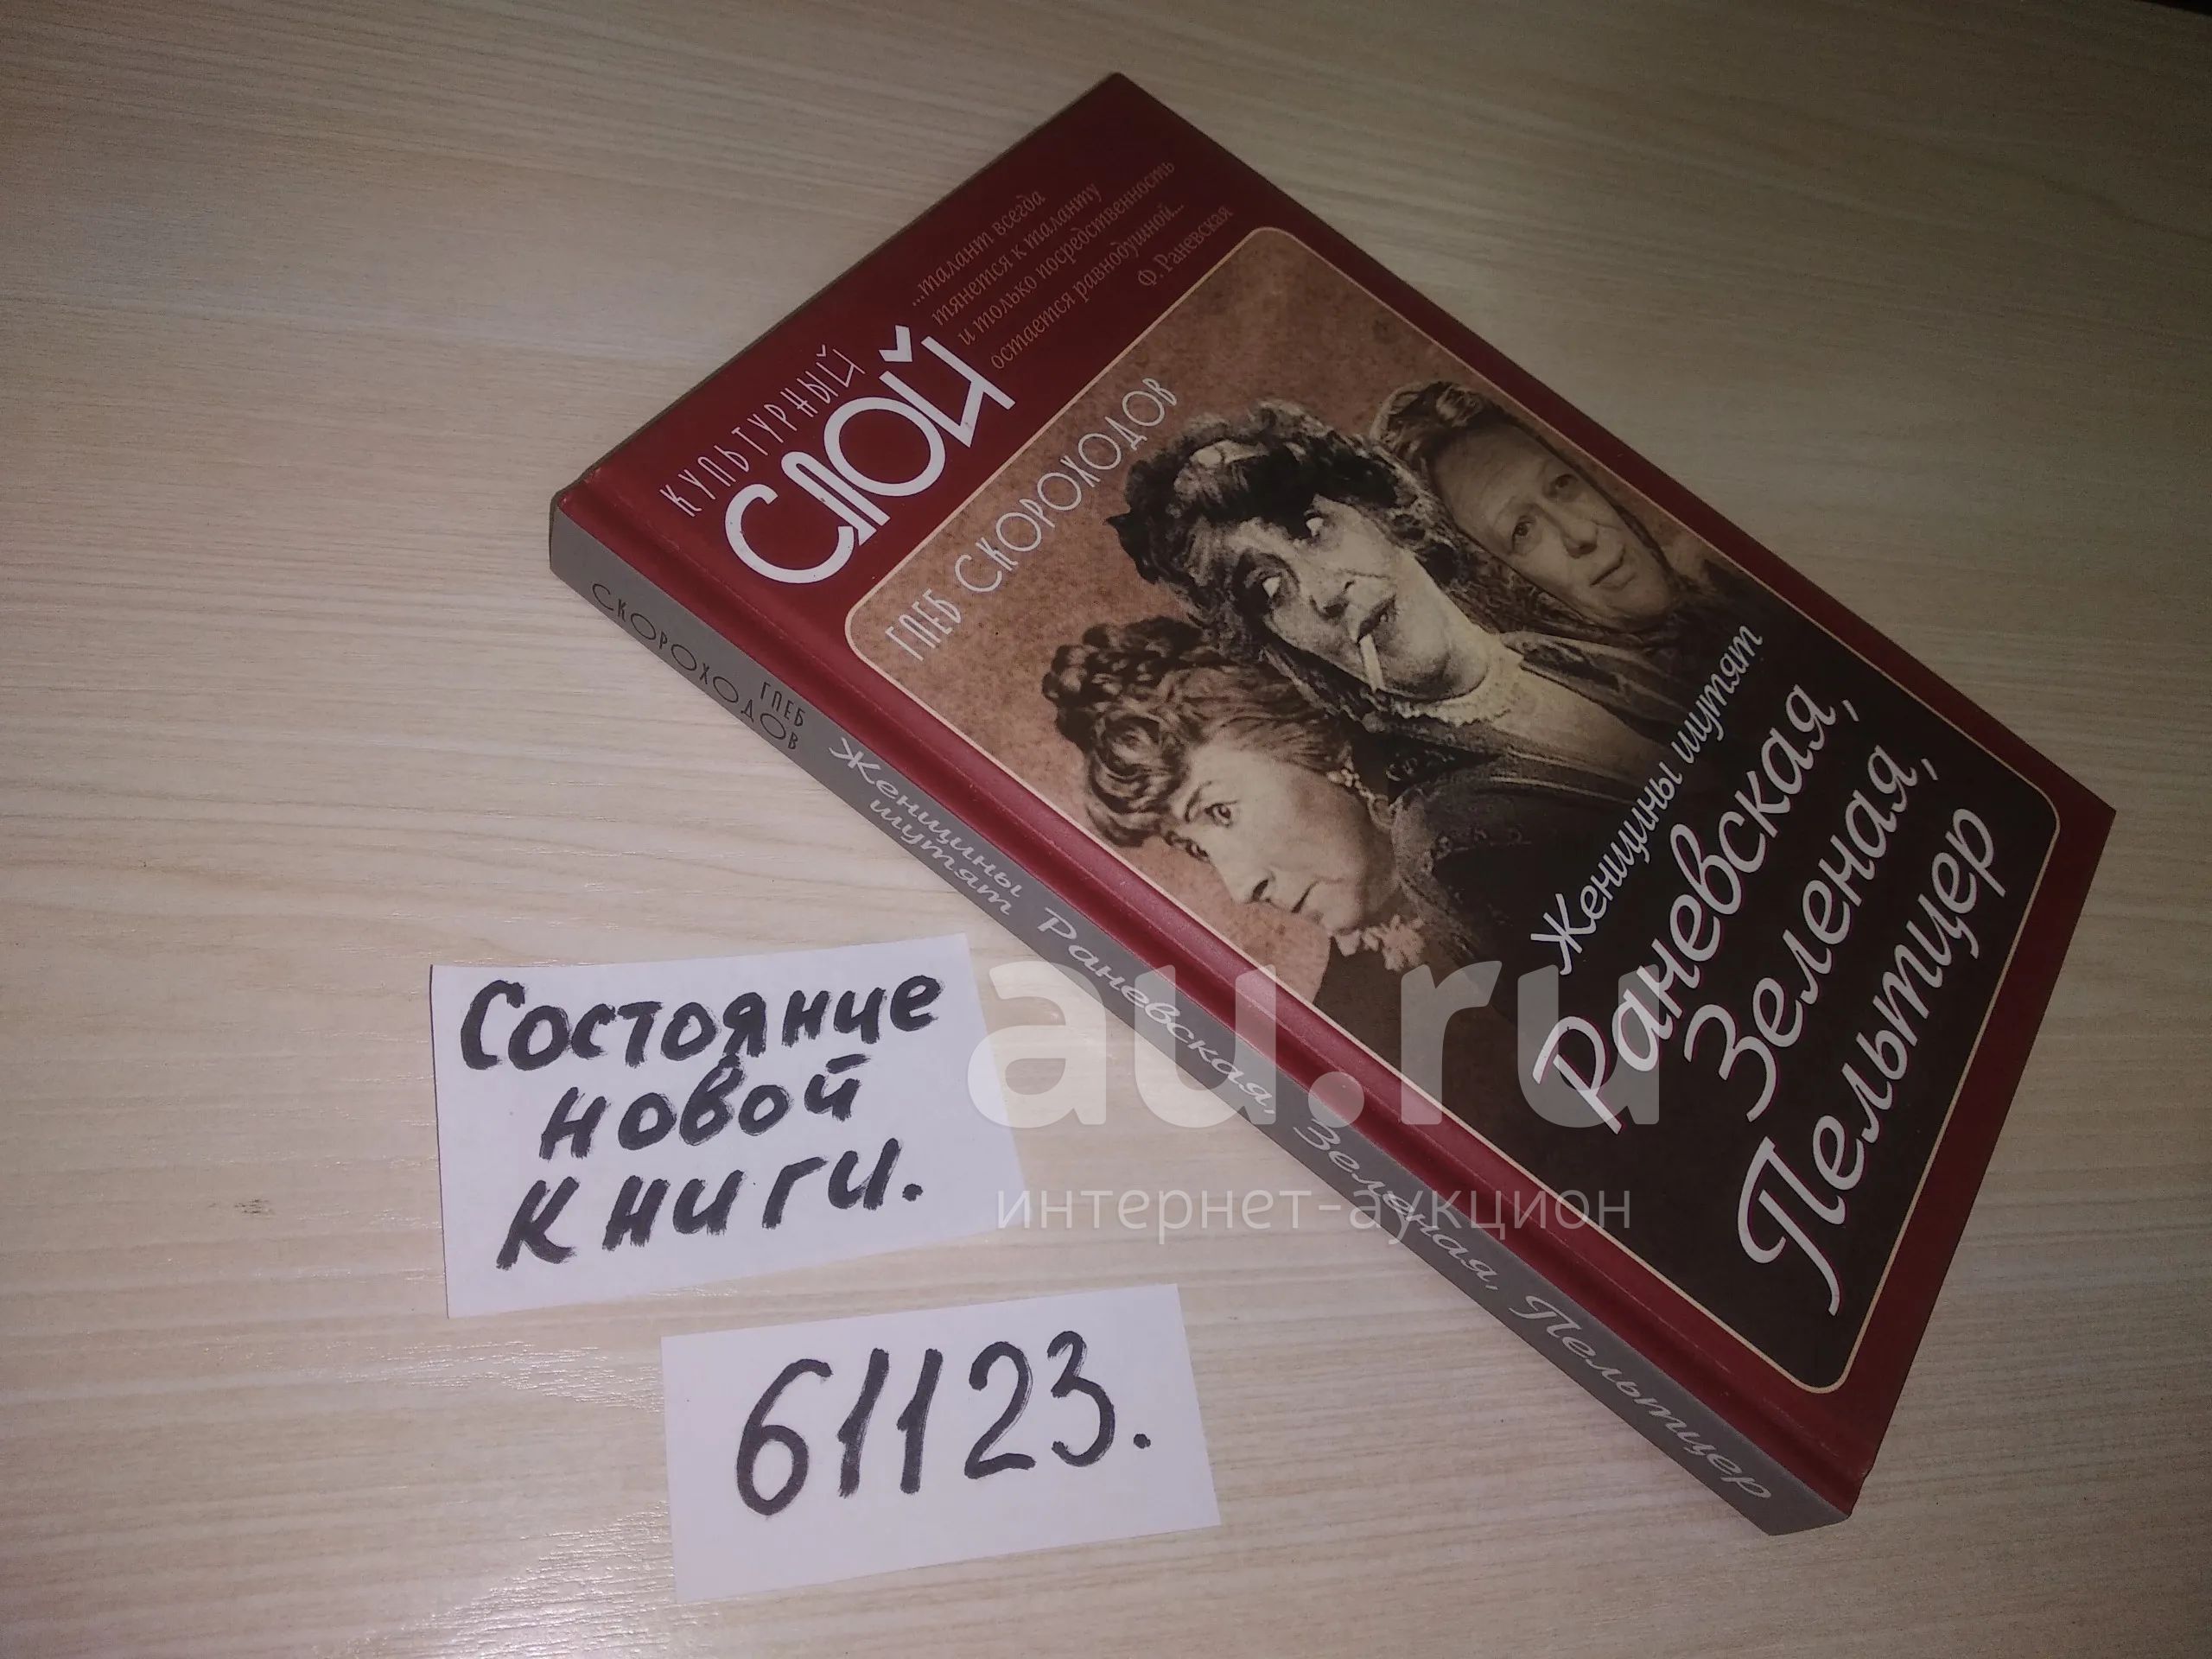 КУЛЬТУРНЫЙ
СЛОЙ
...талант всегда
тянется к таланту
и только посредственность
остается равнодушной...
Ф. Раневская
ГЛЕБ СКОРОХОДОВ
Женщины шутят
Раневская,
Зеленая,
Пельтцер
ГЛЕБ
СКОРОХОДОВ
Женщины
шутят
Раневская, Зеленая, Пельтцер
Состояние
новой
книги.
61123.
au.ru
интернет-аукцион